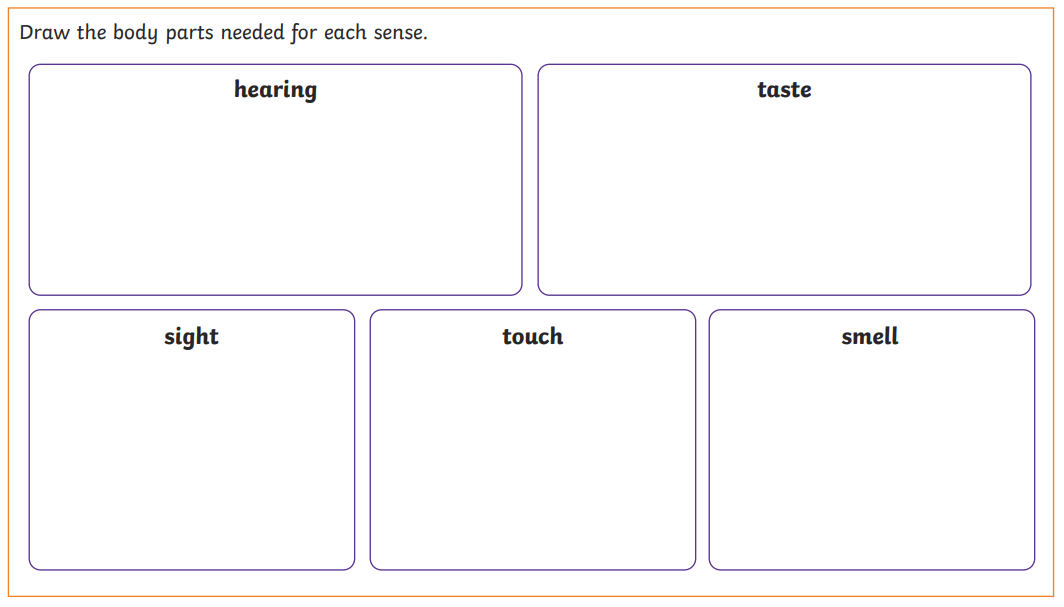 Draw the body parts needed for each sense.
hearing
taste
sight
touch
smell